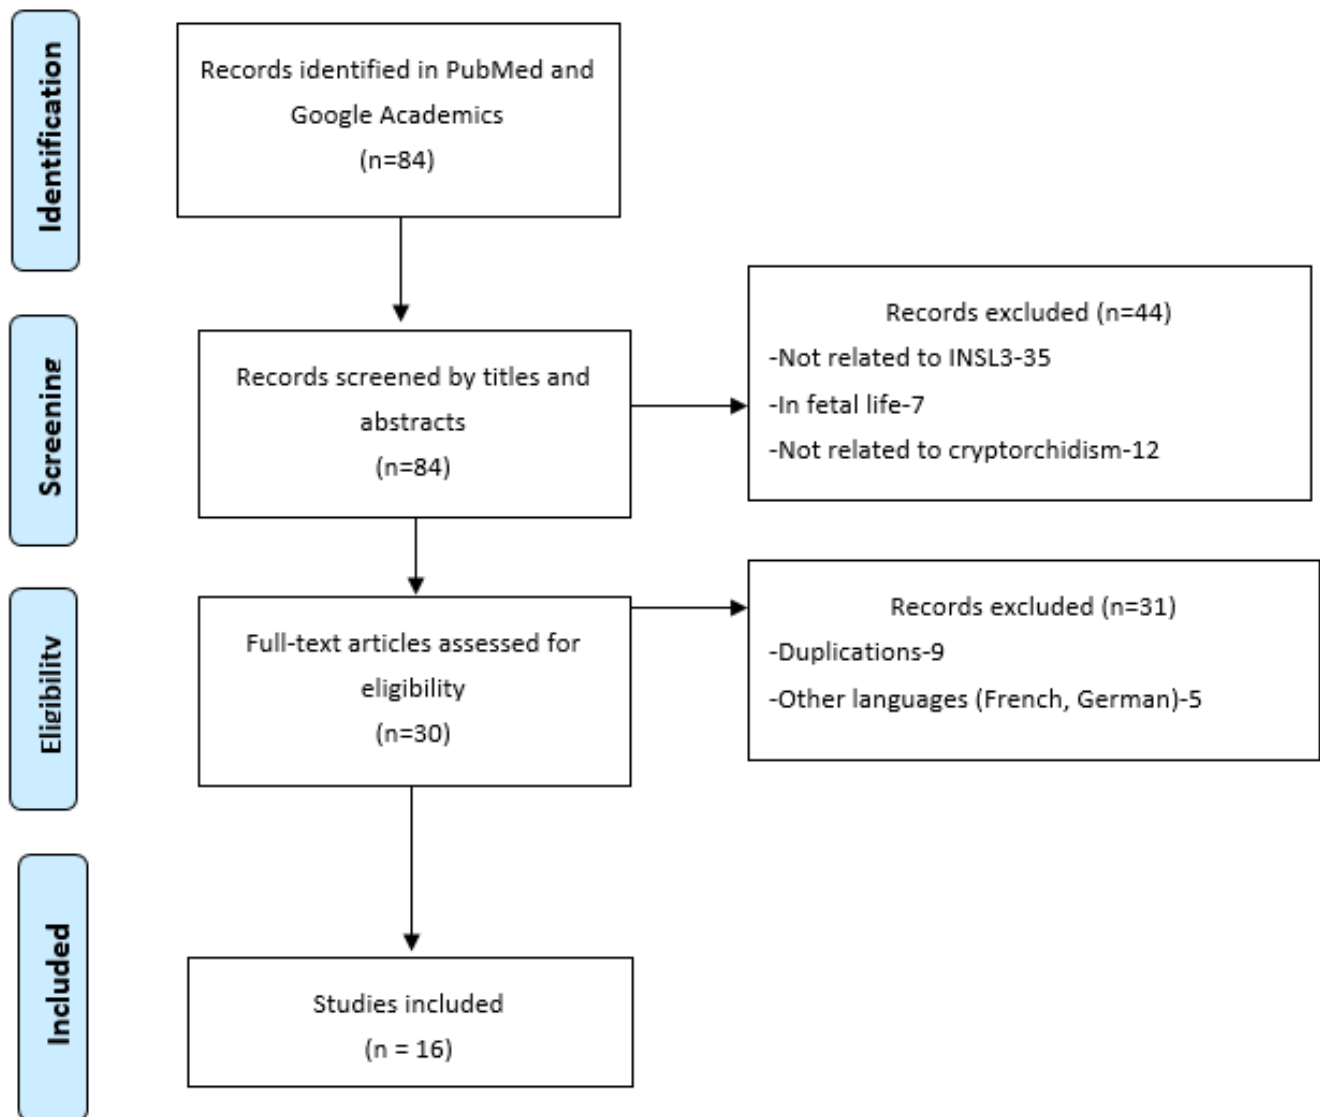 Identification
Records identified in PubMed and
Google Academics
(n=84)
Screening
Records screened by titles and
abstracts
(n=84)
Records excluded (n=44)
-Not related to INSL3-35
-In fetal life-7
-Not related to cryptorchidism-12
Eligibility
Full-text articles assessed for
eligibility
(n=30)
Records excluded (n=31)
-Duplications-9
-Other languages (French, German)-5
Included
Studies included
(n = 16)